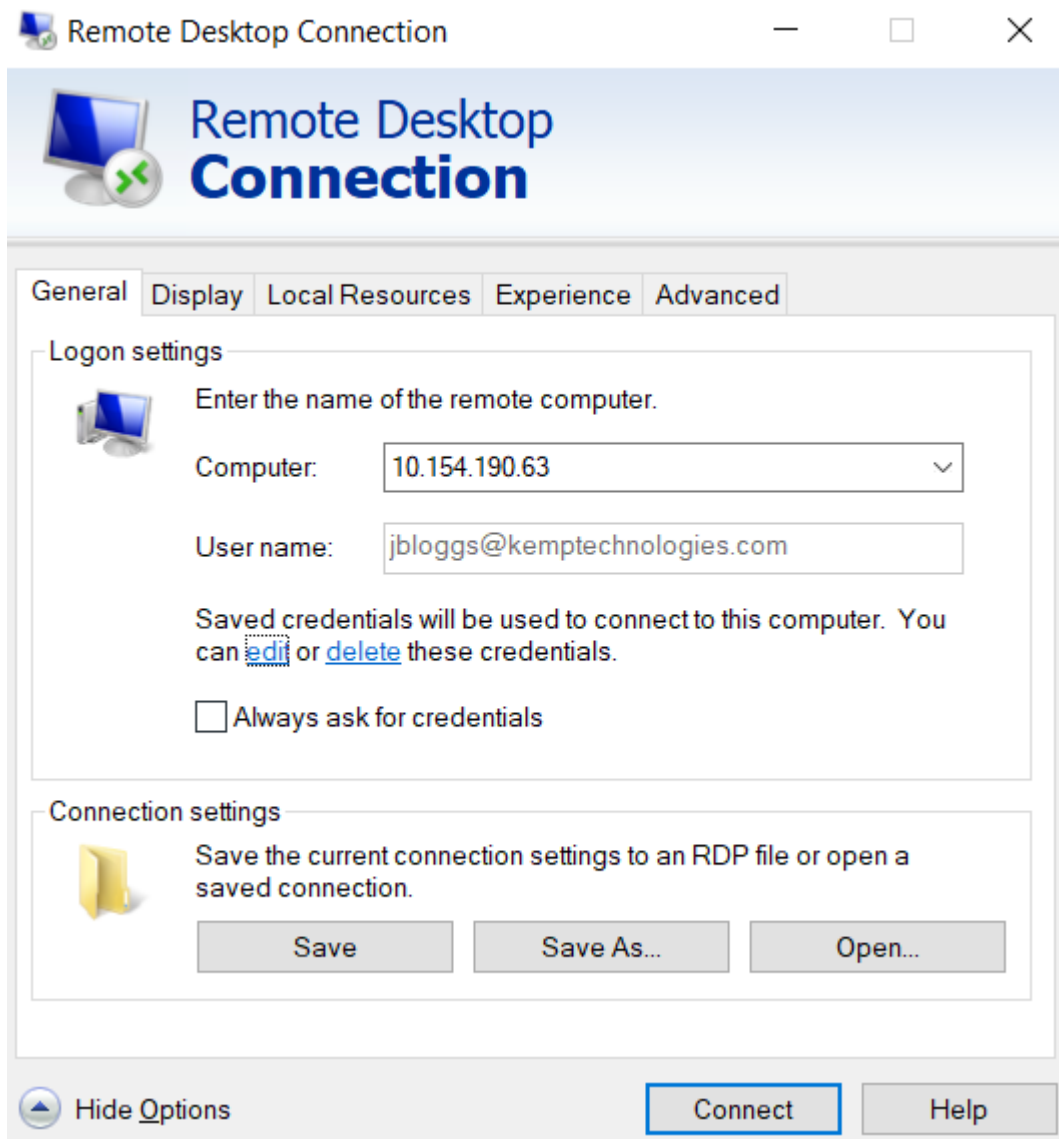 Remote Desktop Connection
Remote Desktop
Connection
General Display Local Resources Experience Advanced
Logon settings
Enter the name of the remote computer.
Computer: 10.154.190.63
User name: jbloggs@kemptechnologies.com
Saved credentials will be used to connect to this computer. You
can edit or delete these credentials.
Always ask for credentials
Connection settings
Save the current connection settings to an RDP file or open a
saved connection.
Save Save As... Open...
Hide Options Connect Help